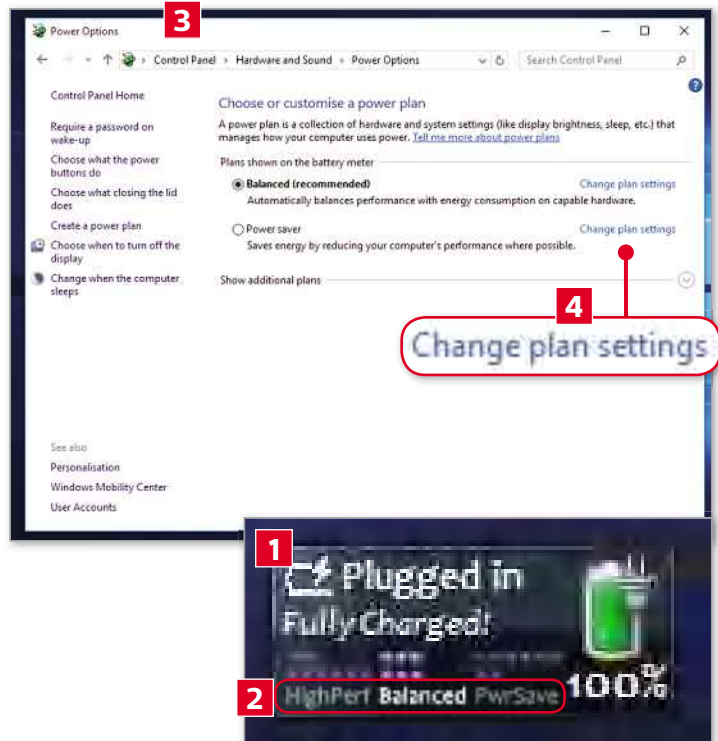 3
Power Options
Control Panel › Hardware and Sound › Power Options
Search Control Panel
Control Panel Home
Require a password on
wake-up
Choose what the power
buttons do
Choose what closing the lid
does
Create a power plan
Choose when to turn off the
display
Change when the computer
sleeps
Choose or customise a power plan
A power plan is a collection of hardware and system settings (like display brightness, sleep, etc.) that
manages how your computer uses power. Tell me more about power plans
Plans shown on the battery meter
Balanced (recommended) Change plan settings
Automatically balances performance with energy consumption on capable hardware.
Power saver Change plan settings
Saves energy by reducing your computer's performance where possible.
Show additional plans
4
Change plan settings
See also
Personalisation
Windows Mobility Center
User Accounts
1
Plugged in
Fully Charged!
2
HighPerf Balanced PwrSave 100%